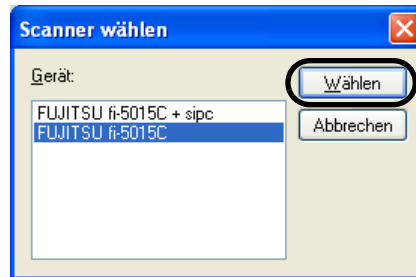 Scanner wählen
Gerät:
FUJITSU fi-5015C + sipc
FUJITSU fi-5015C
Wählen
Abbrechen